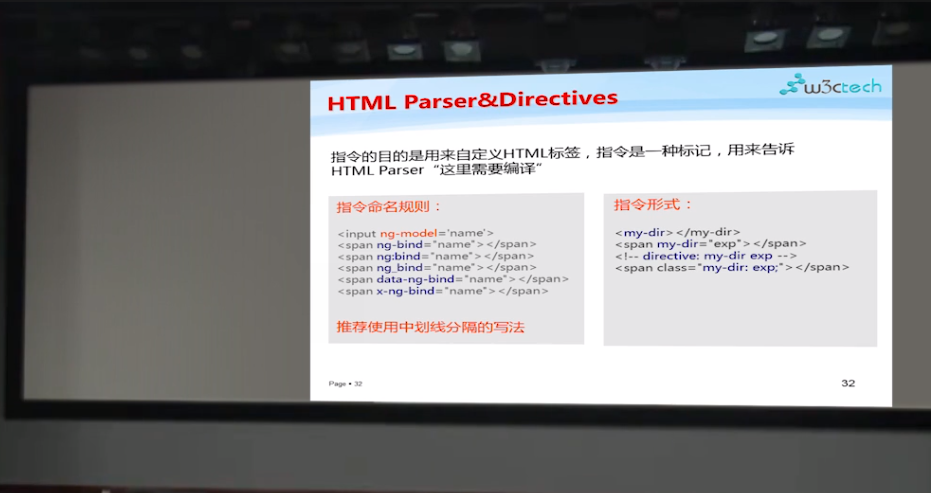 HTML Parser&Directives
w3ctech
指令的目的是用来自定义HTML标签，指令是一种标记，用来告诉
HTML Parser“这里需要编译”
指令命名规则：
<input ng-model='name'>
<span ng-bind="name"></span>
<span ng:bind="name"></span>
<span ng_bind="name"></span>
<span data-ng-bind="name"></span>
<span x-ng-bind="name"></span>
推荐使用中划线分隔的写法
指令形式：
<my-dir></my-dir>
<span my-dir="exp"></span>
<!-- directive: my-dir exp -->
<span class="my-dir: exp;"></span>
Page ▪ 32
32